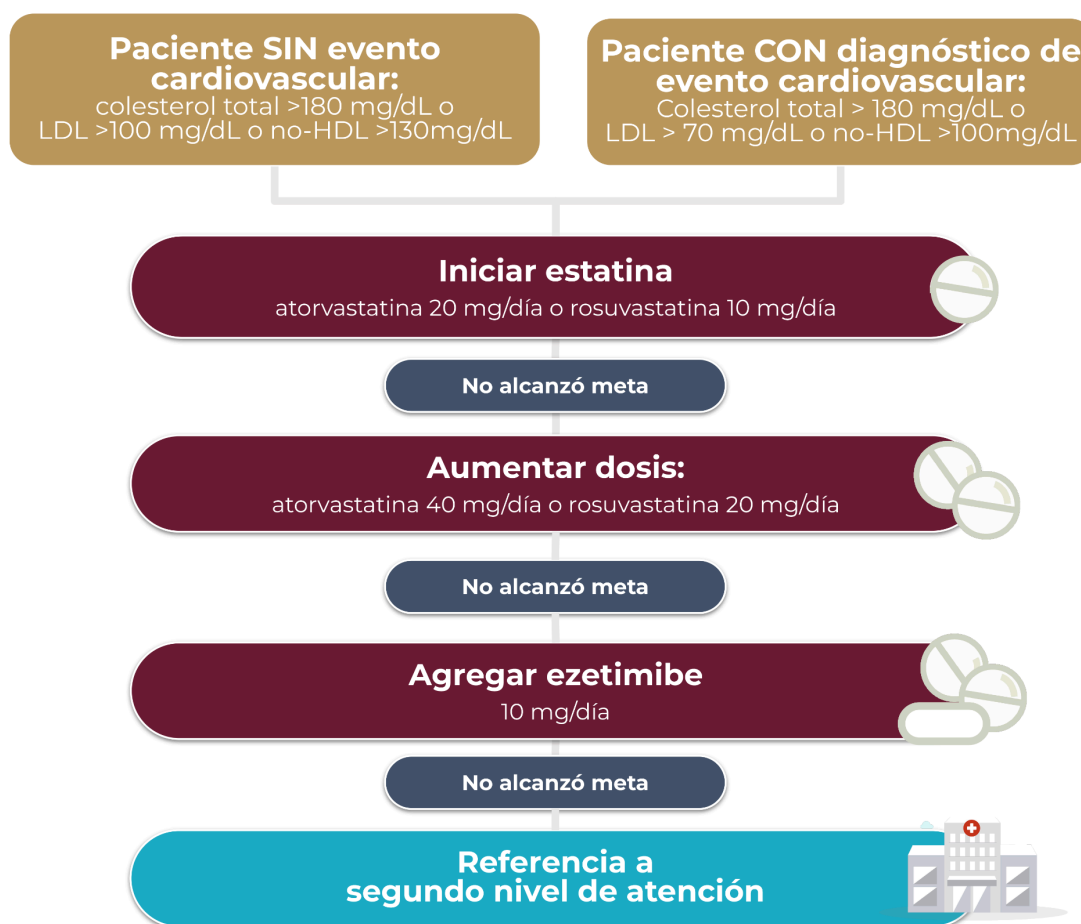 Paciente SIN evento
cardiovascular:
colesterol total >180 mg/dL o
LDL >100 mg/dL o no-HDL >130mg/dL
Paciente CON diagnóstico de
evento cardiovascular:
Colesterol total > 180 mg/dL o
LDL > 70 mg/dL o no-HDL >100mg/dL
Iniciar estatina
atorvastatina 20 mg/día o rosuvastatina 10 mg/día
No alcanzó meta
Aumentar dosis:
atorvastatina 40 mg/día o rosuvastatina 20 mg/día
No alcanzó meta
Agregar ezetimibe
10 mg/día
No alcanzó meta
Referencia a
segundo nivel de atención